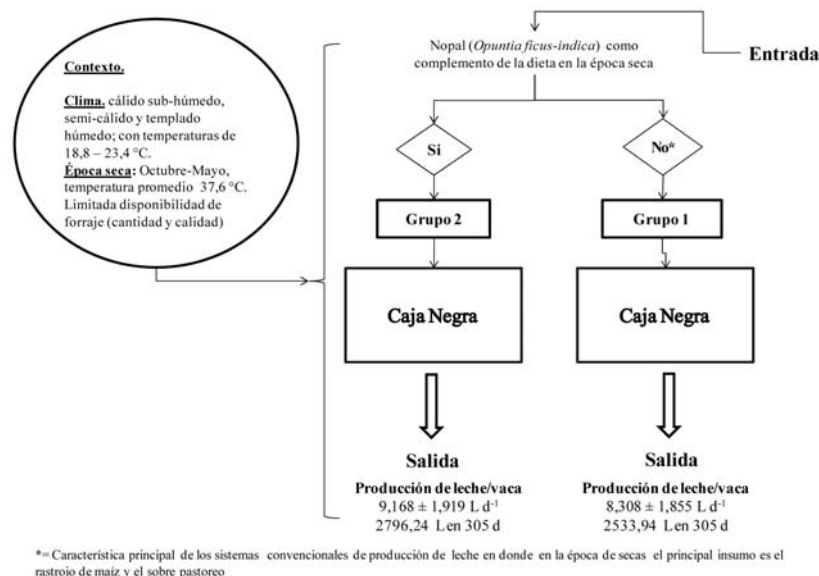 Contexto.
Clima. cálido sub-húmedo,
semi-cálido y templado
húmedo; con temperaturas de
18,8 – 23,4 °C.
Época seca: Octubre-Mayo,
temperatura promedio 37,6 °C.
Limitada disponibilidad de
forraje (cantidad y calidad)
Nopal (Opuntia ficus-indica) como
complemento de la dieta en la época seca
Entrada
Si
No*
Grupo 2
Grupo 1
Caja Negra
Caja Negra
Salida
Producción de leche/vaca
9,168 ± 1,919 L d⁻¹
2796,24 Len 305 d
Salida
Producción de leche/vaca
8,308 ± 1,855 L d⁻¹
2533,94 Len 305 d
*= Característica principal de los sistemas convencionales de producción de leche en donde en la época de secas el principal insumo es el
rastrojo de maíz y el sobre pastoreo